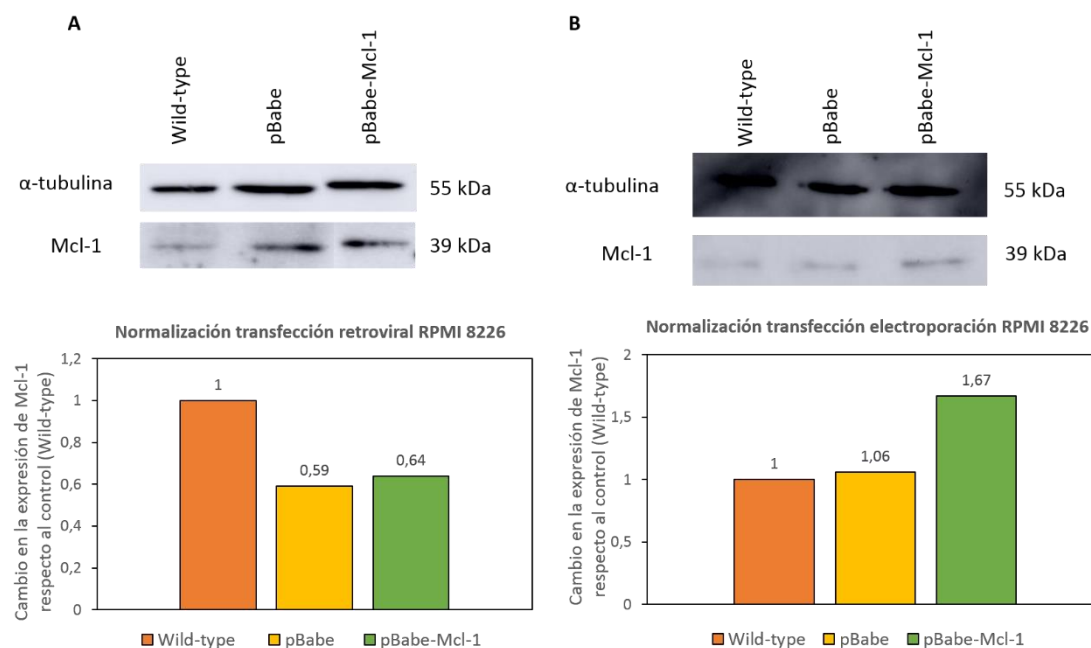 A
Wild-type
pBabe
pBabe-Mcl-1
α-tubulina
55 kDa
Mcl-1
39 kDa
Normalización transfección retroviral RPMI 8226
Cambio en la expresión de Mcl-1
respecto al control (Wild-type)
1,2
1
0,8
0,6
0,4
0,2
0
1
0,59
0,64
Wild-type
pBabe
pBabe-Mcl-1
B
Wild-type
pBabe
pBabe-Mcl-1
α-tubulina
55 kDa
Mcl-1
39 kDa
Normalización transfección electroporación RPMI 8226
Cambio en la expresión de Mcl-1
respecto al control (Wild-type)
2
1,5
1
0,5
0
1
1,06
1,67
Wild-type
pBabe
pBabe-Mcl-1